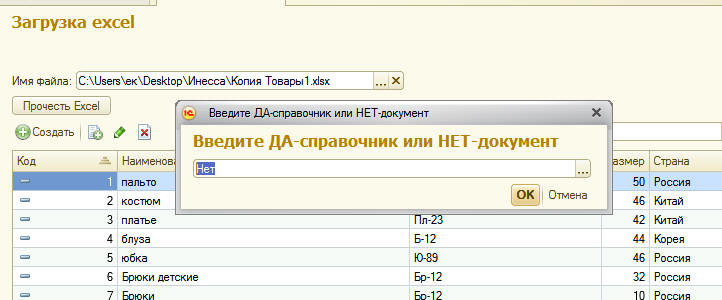 Загрузка excel
Имя файла: C:\Users\ек\Desktop\Инесса\Копия Товары1.xlsx ... ×
Прочесть Excel
1С Введите ДА-справочник или НЕТ-документ
Введите ДА-справочник или НЕТ-документ
Нет ...
OK Отмена
Создать
Код Наименова азмер Страна
1 пальто 50 Россия
2 костюм 46 Китай
3 платье Пл-23 42 Китай
4 блуза Б-12 44 Корея
5 юбка Ю-89 46 Россия
6 Брюки детские Бр-12 32 Россия
7 Брюки Бр-12 10 Россия